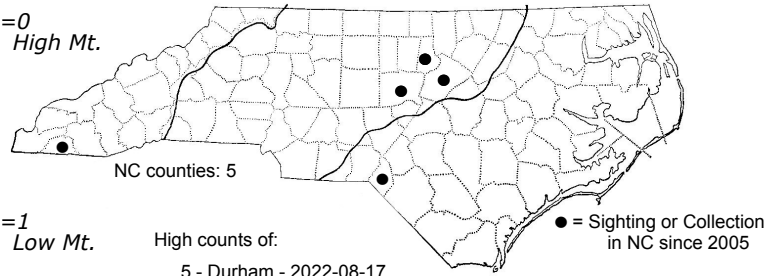 =0
High Mt.
NC counties: 5
=1
Low Mt.
High counts of:
5 - Durham - 2022-08-17
● = Sighting or Collection
in NC since 2005